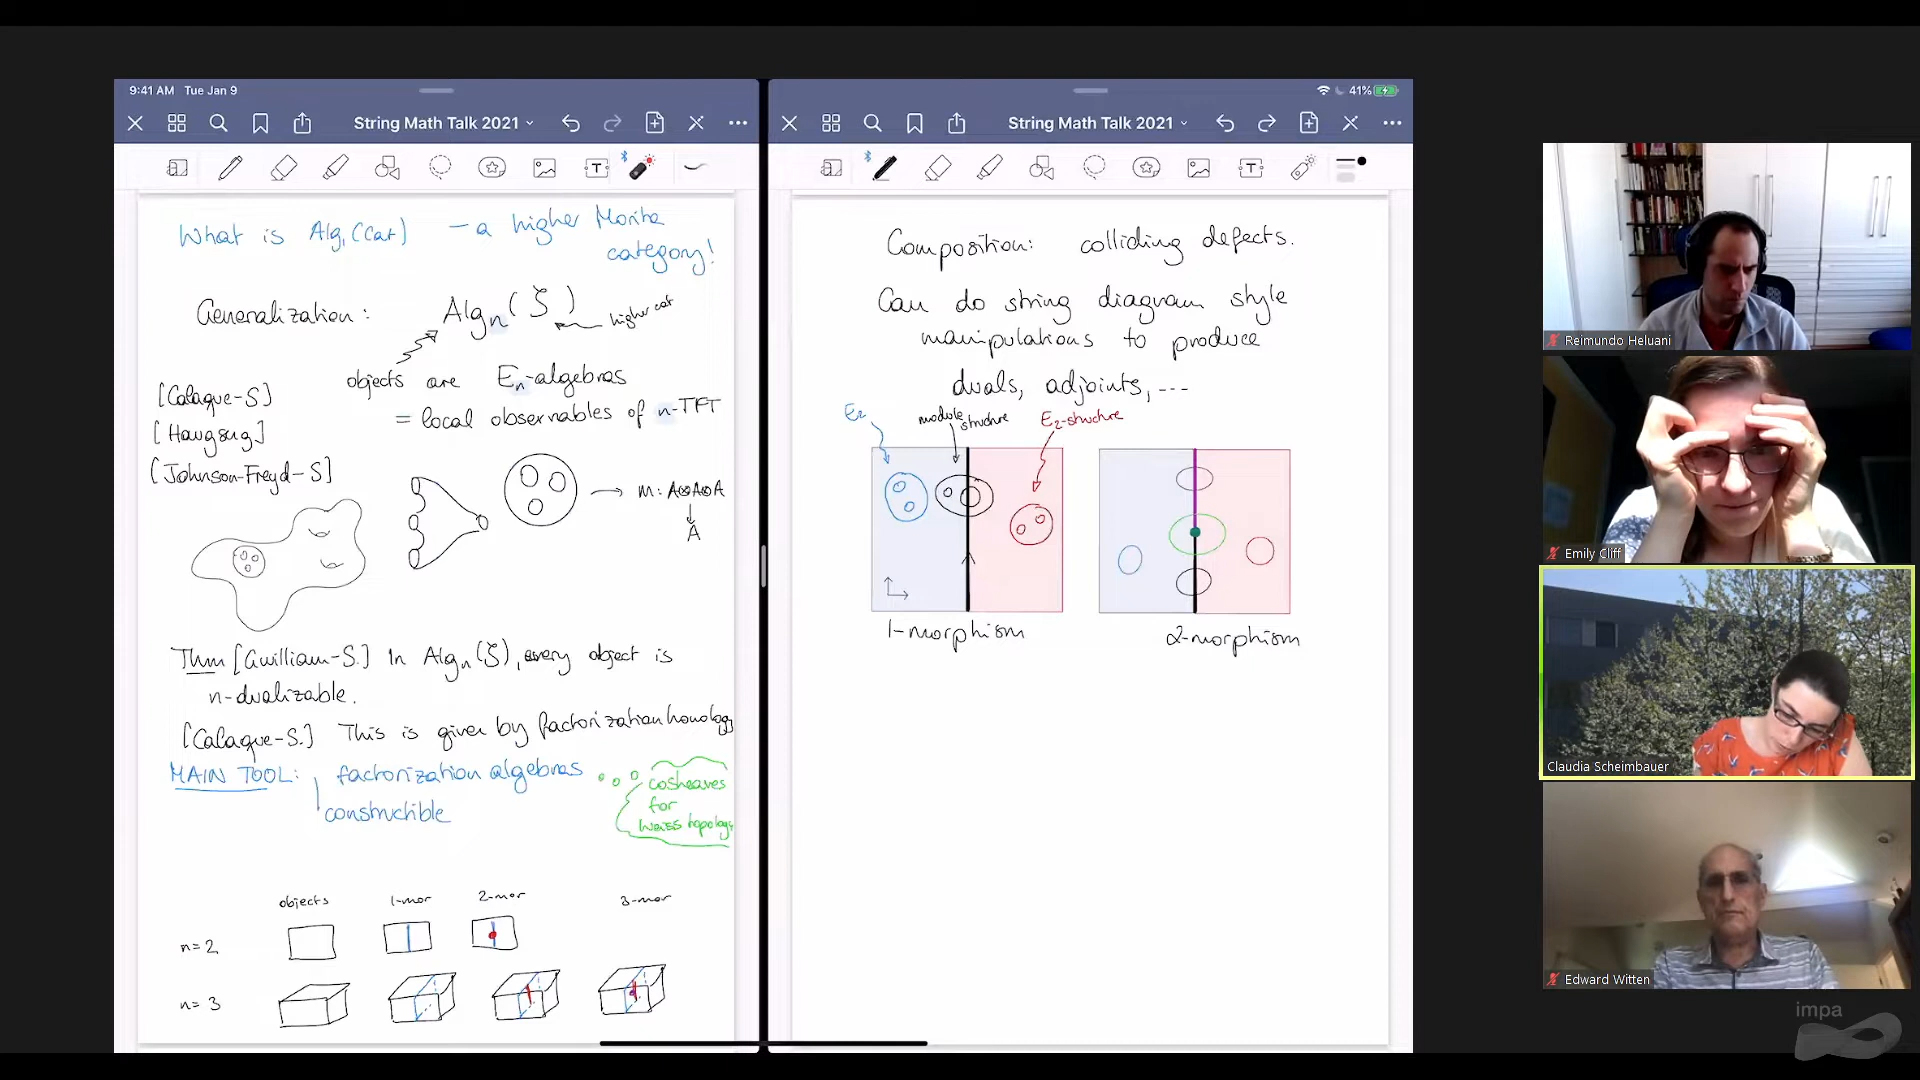 9:41 AM Tue Jan 9
String Math Talk 2021
What is Alg₁(Cat) – a higher Morita
category!
Generalization: Algₙ(ζ)
higher cat
objects are Eₙ-algebras
= local observables of n-TFT
[Calaque-S]
[Haugseng]
[Johnson-Freyd-S]
m: A⊗A⊗A
↓
A
Thm [Gwilliam-S.] In Algₙ(ζ), every object is
n-dualizable.
[Calaque-S.] This is given by factorization homology
MAIN TOOL: factorization algebras
constructible
cosheaves
for
Weiss topology
objects 1-mor 2-mor 3-mor
n=2
n=3
41%
String Math Talk 2021
Composition: colliding defects.
Can do string diagram style
manipulations to produce
duals, adjoints, ---
E₂
module structure
E₂-structure
1-morphism
2-morphism
Reimundo Heluani
Emily Cliff
Claudia Scheimbauer
Edward Witten
impa